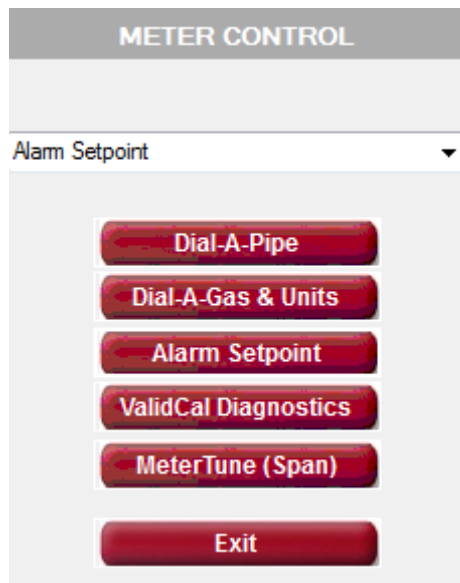 METER CONTROL
Alarm Setpoint
Dial-A-Pipe
Dial-A-Gas & Units
Alarm Setpoint
ValidCal Diagnostics
MeterTune (Span)
Exit